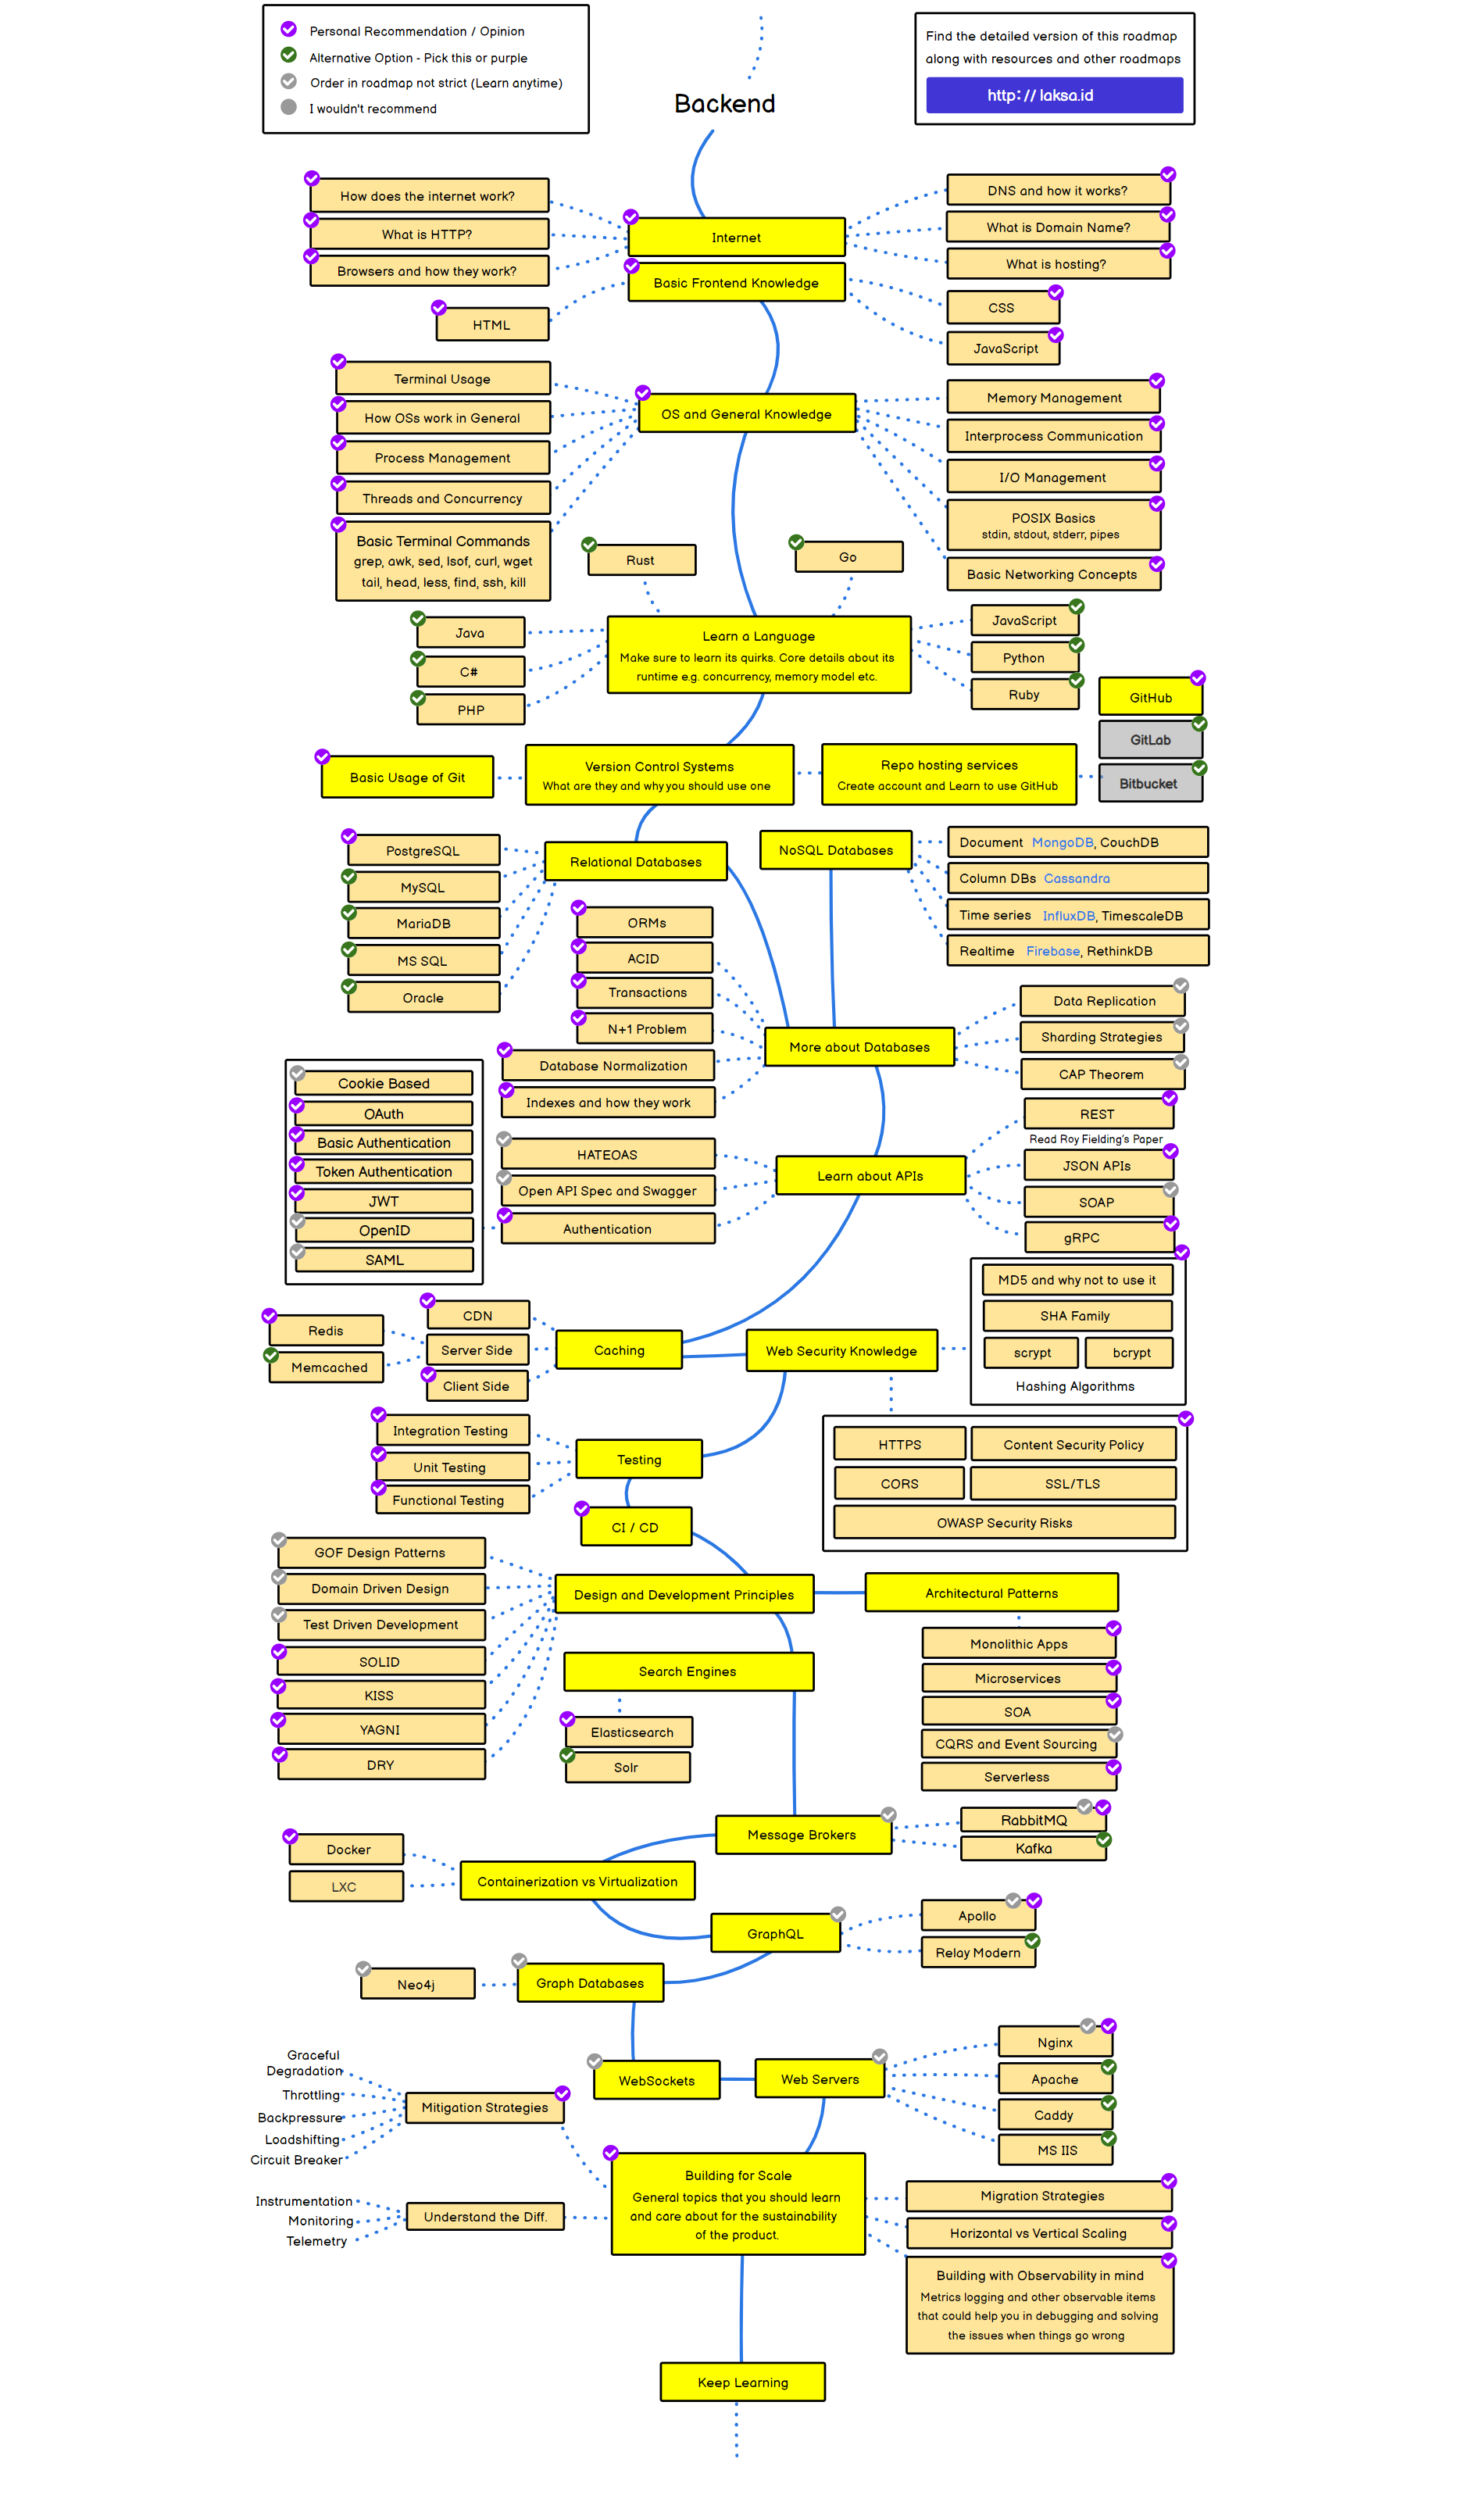 Personal Recommendation / Opinion
Alternative Option - Pick this or purple
Order in roadmap not strict (Learn anytime)
I wouldn't recommend
Backend
Find the detailed version of this roadmap
along with resources and other roadmaps
http://laksa.id
How does the internet work?
What is HTTP?
Browsers and how they work?
Internet
DNS and how it works?
What is Domain Name?
What is hosting?
Basic Frontend Knowledge
HTML
CSS
JavaScript
Terminal Usage
How OSs work in General
Process Management
Threads and Concurrency
Basic Terminal Commands
grep, awk, sed, lsof, curl, wget
tail, head, less, find, ssh, kill
OS and General Knowledge
Memory Management
Interprocess Communication
I/O Management
POSIX Basics
stdin, stdout, stderr, pipes
Basic Networking Concepts
Rust
Go
Java
C#
PHP
Learn a Language
Make sure to learn its quirks. Core details about its
runtime e.g. concurrency, memory model etc.
JavaScript
Python
Ruby
GitHub
GitLab
Bitbucket
Basic Usage of Git
Version Control Systems
What are they and why you should use one
Repo hosting services
Create account and Learn to use GitHub
PostgreSQL
MySQL
MariaDB
MS SQL
Oracle
Relational Databases
NoSQL Databases
Document MongoDB, CouchDB
Column DBs Cassandra
Time series InfluxDB, TimescaleDB
Realtime Firebase, RethinkDB
ORMs
ACID
Transactions
N+1 Problem
Database Normalization
Indexes and how they work
More about Databases
Data Replication
Sharding Strategies
CAP Theorem
Cookie Based
OAuth
Basic Authentication
Token Authentication
JWT
OpenID
SAML
HATEOAS
Open API Spec and Swagger
Authentication
Learn about APIs
REST
Read Roy Fielding's Paper
JSON APIs
SOAP
gRPC
Redis
Memcached
CDN
Server Side
Client Side
Caching
Web Security Knowledge
MD5 and why not to use it
SHA Family
scrypt
bcrypt
Hashing Algorithms
Integration Testing
Unit Testing
Functional Testing
Testing
HTTPS
Content Security Policy
CORS
SSL/TLS
OWASP Security Risks
CI / CD
GOF Design Patterns
Domain Driven Design
Test Driven Development
SOLID
KISS
YAGNI
DRY
Design and Development Principles
Architectural Patterns
Monolithic Apps
Microservices
SOA
CQRS and Event Sourcing
Serverless
Search Engines
Elasticsearch
Solr
Message Brokers
RabbitMQ
Kafka
Docker
LXC
Containerization vs Virtualization
GraphQL
Apollo
Relay Modern
Neo4j
Graph Databases
WebSockets
Web Servers
Nginx
Apache
Caddy
MS IIS
Graceful
Degradation
Throttling
Backpressure
Loadshifting
Circuit Breaker
Mitigation Strategies
Instrumentation
Monitoring
Telemetry
Understand the Diff.
Building for Scale
General topics that you should learn
and care about for the sustainability
of the product.
Migration Strategies
Horizontal vs Vertical Scaling
Building with Observability in mind
Metrics logging and other observable items
that could help you in debugging and solving
the issues when things go wrong
Keep Learning